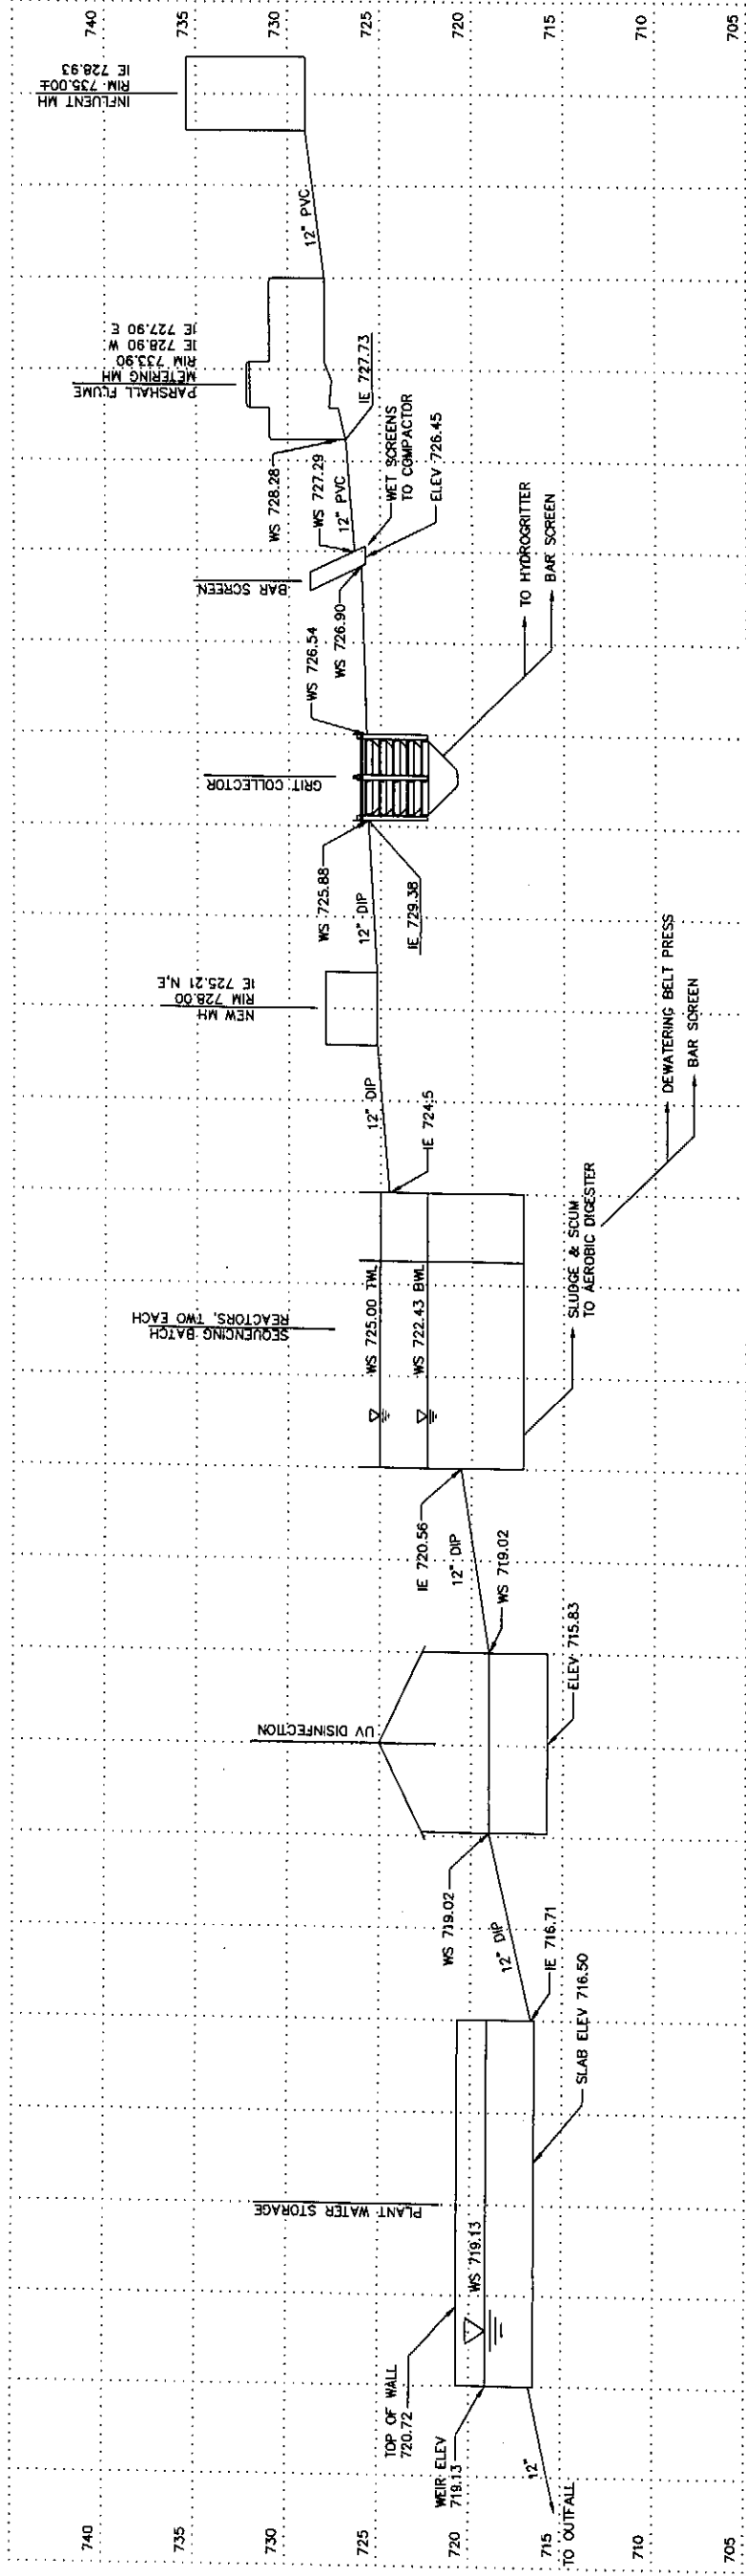 740
735
730
725
720
715
710
705
INFLUENT MH
RIM 735.00±
IE 728.93
12" PVC
PARSHALL FLUME
METERING MH
RIM 733.90
IE 728.90 W
IE 727.90 E
IE 727.73
WS 728.28
WS 727.29
12" PVC
WET SCREENS
TO COMPACTOR
ELEV 726.45
BAR SCREEN
WS 726.90
WS 726.54
TO HYDROGRITTER
BAR SCREEN
GRIT COLLECTOR
WS 725.88
12" DIP
IE 729.38
NEW MH
RIM 728.00
IE 725.21 N,E
12" DIP
IE 724.5
DEWATERING BELT PRESS
BAR SCREEN
SEQUENCING BATCH
REACTORS, TWO EACH
WS 725.00 TWL
WS 722.43 BWL
SLUDGE & SCUM
TO AEROBIC DIGESTER
IE 720.56
12" DIP
WS 719.02
ELEV 715.83
UV DISINFECTION
WS 719.02
12" DIP
IE 716.71
SLAB ELEV 716.50
PLANT WATER STORAGE
WS 719.13
TOP OF WALL
720.72
WEIR ELEV
719.13
12"
TO OUTFALL
740
735
730
725
720
715
710
705